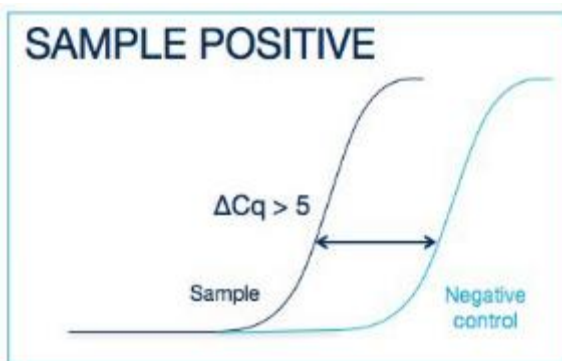 SAMPLE POSITIVE
ΔCq > 5
Sample
Negative
control